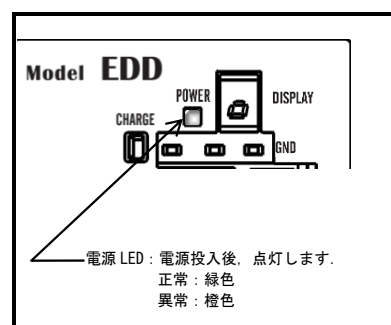 Model EDD
POWER
DISPLAY
CHARGE
GND
電源 LED：電源投入後，点灯します.
正常：緑色
異常：橙色